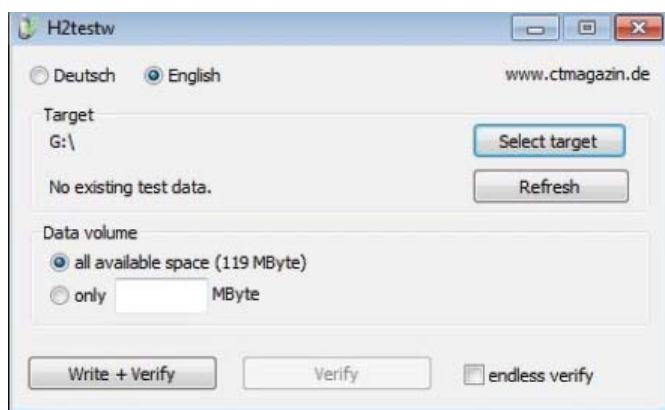 H2testw
Deutsch English www.ctmagazin.de
Target
G:\ Select target
No existing test data. Refresh
Data volume
all available space (119 MByte)
only MByte
Write + Verify Verify endless verify